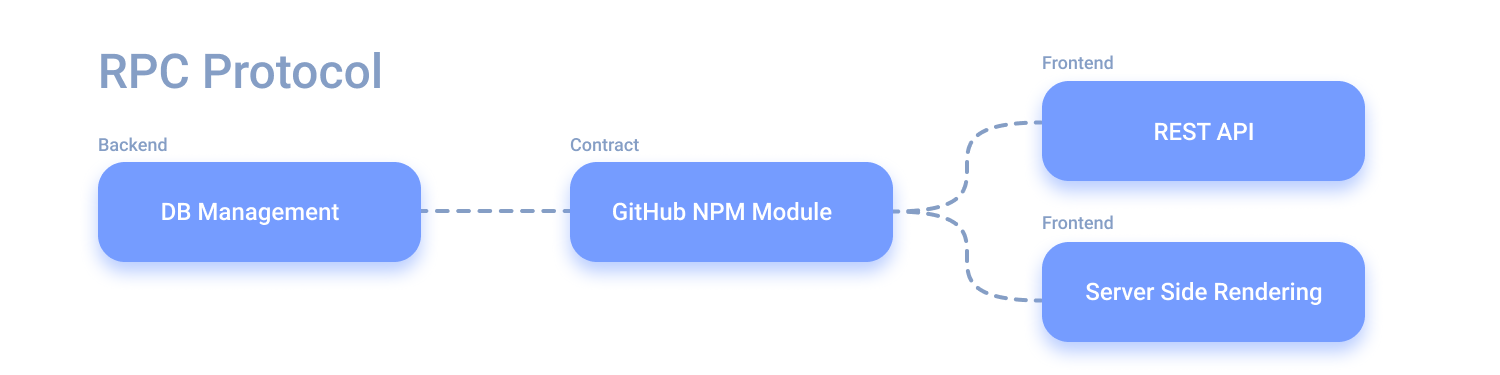 RPC Protocol
Backend
DB Management
Contract
GitHub NPM Module
Frontend
REST API
Frontend
Server Side Rendering